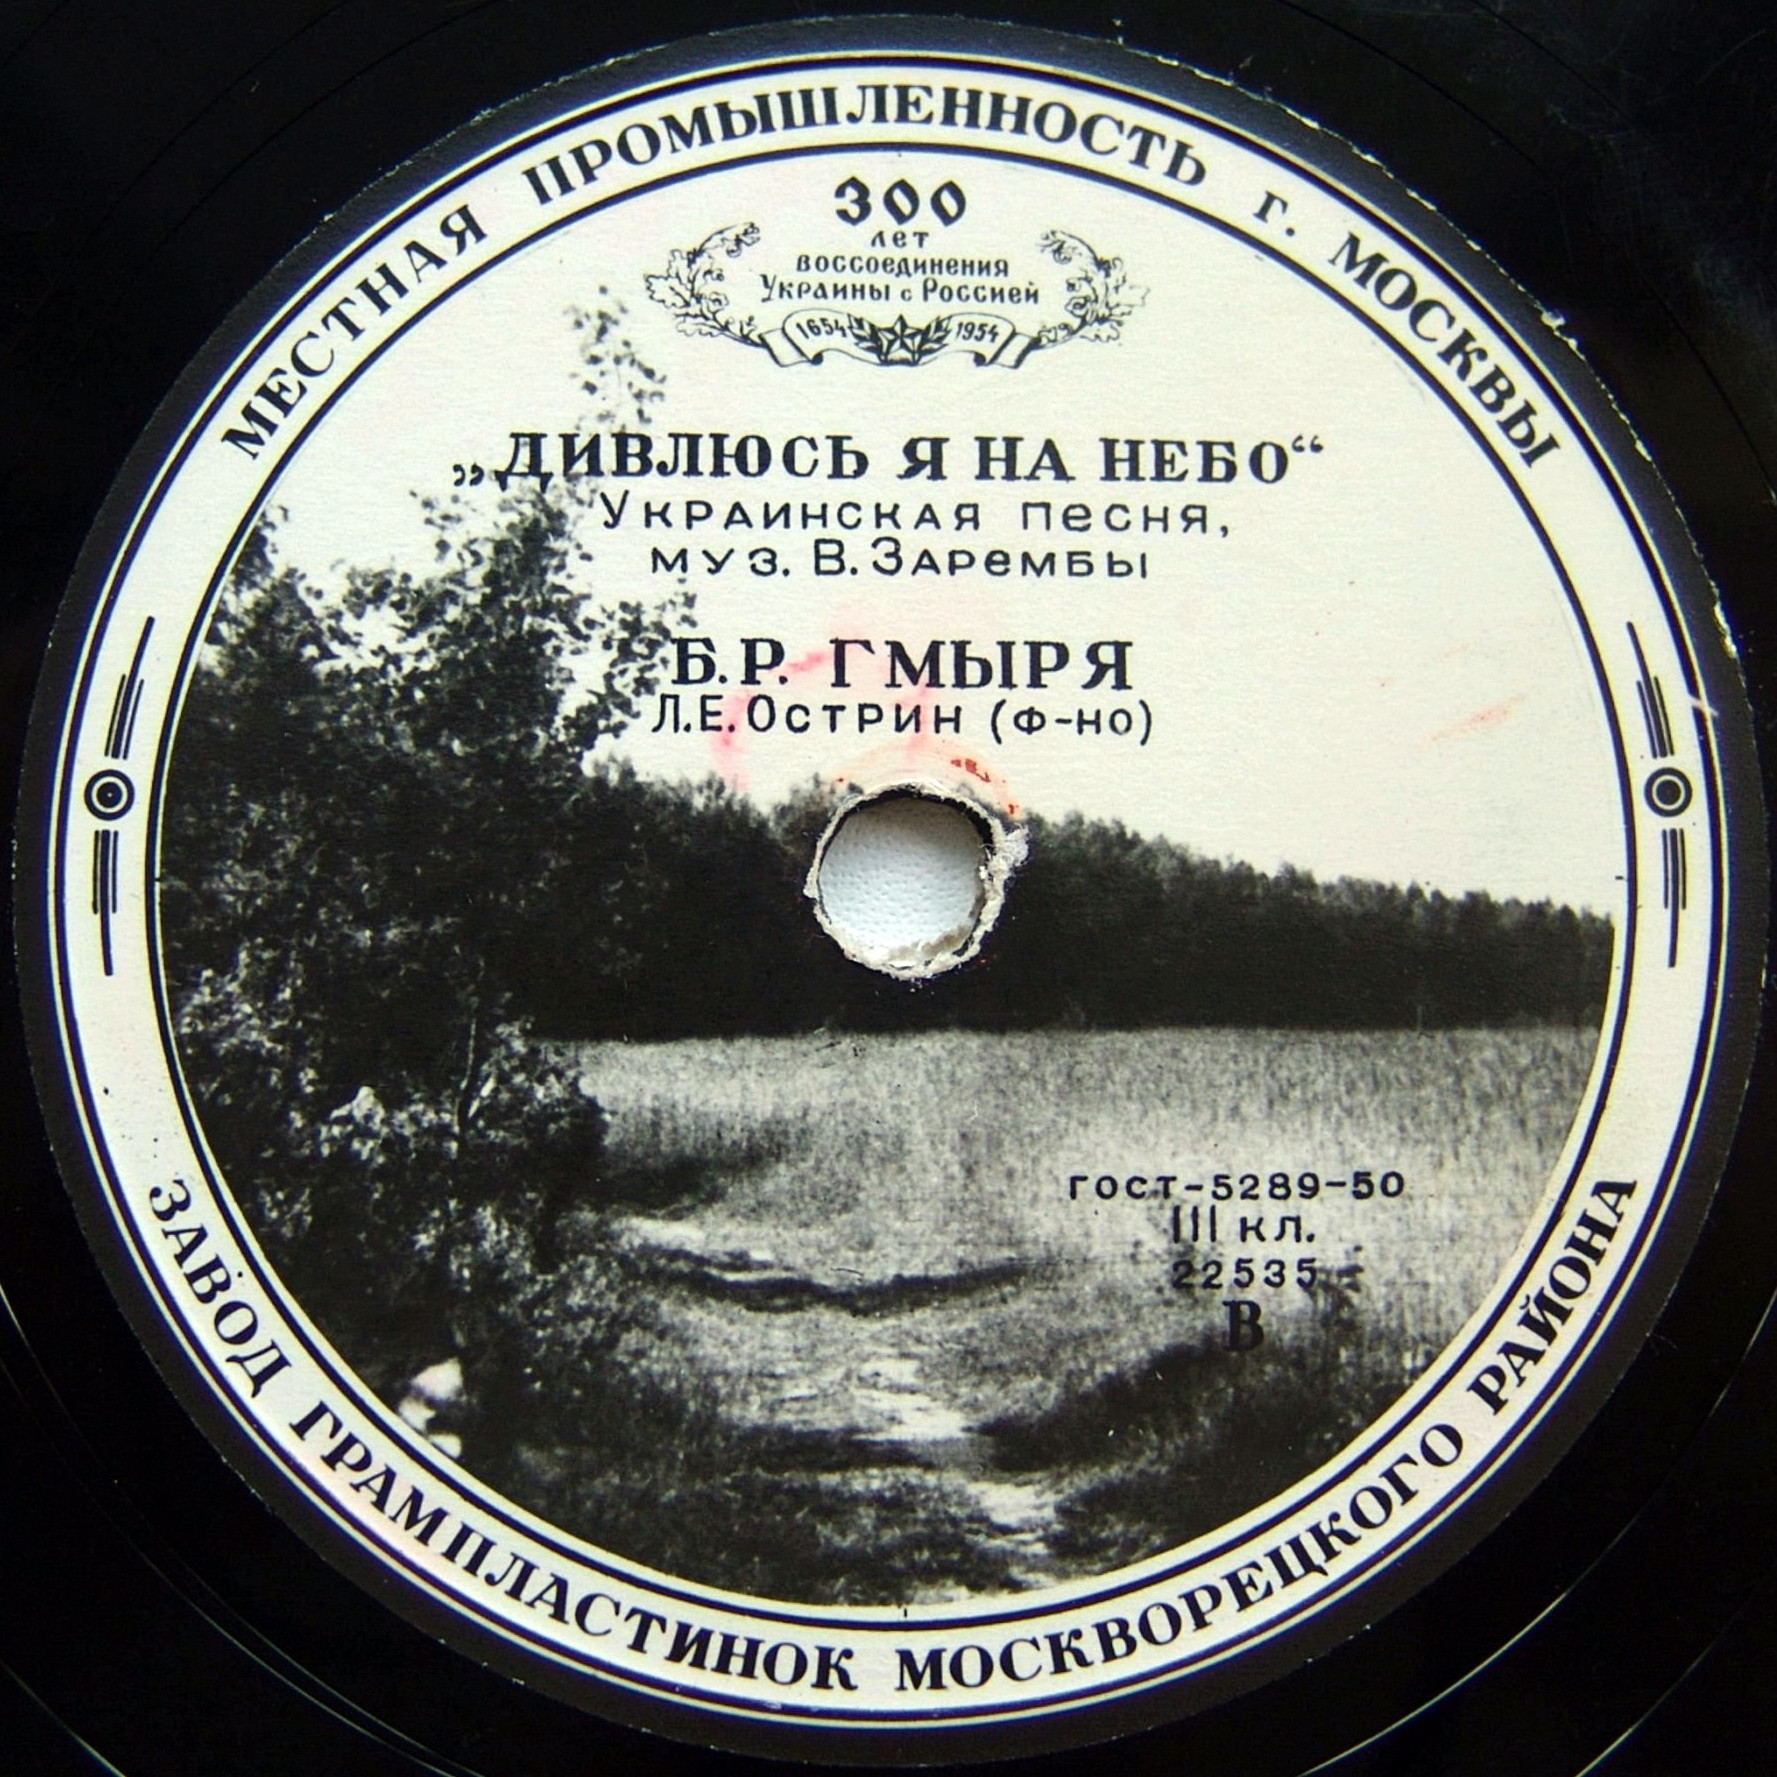 МЕСТНАЯ ПРОМЫШЛЕННОСТЬ г. МОСКВЫ
300
лет
воссоединения
Украины с Россией
1654 1954
„ДИВЛЮСЬ Я НА НЕБО“
Украинская песня,
муз. В. Зарембы
Б.Р. ГМЫРЯ
Л.Е. Острин (ф-но)
ГОСТ-5289-50
III кл.
22535
В
ЗАВОД ГРАМПЛАСТИНОК МОСКВОРЕЦКОГО РАЙОНА